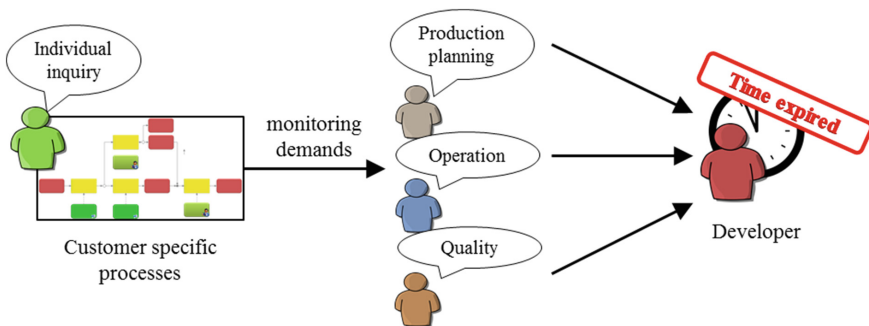 Individual
inquiry
Customer specific
processes
monitoring
demands
Production
planning
Operation
Quality
Time expired
Developer